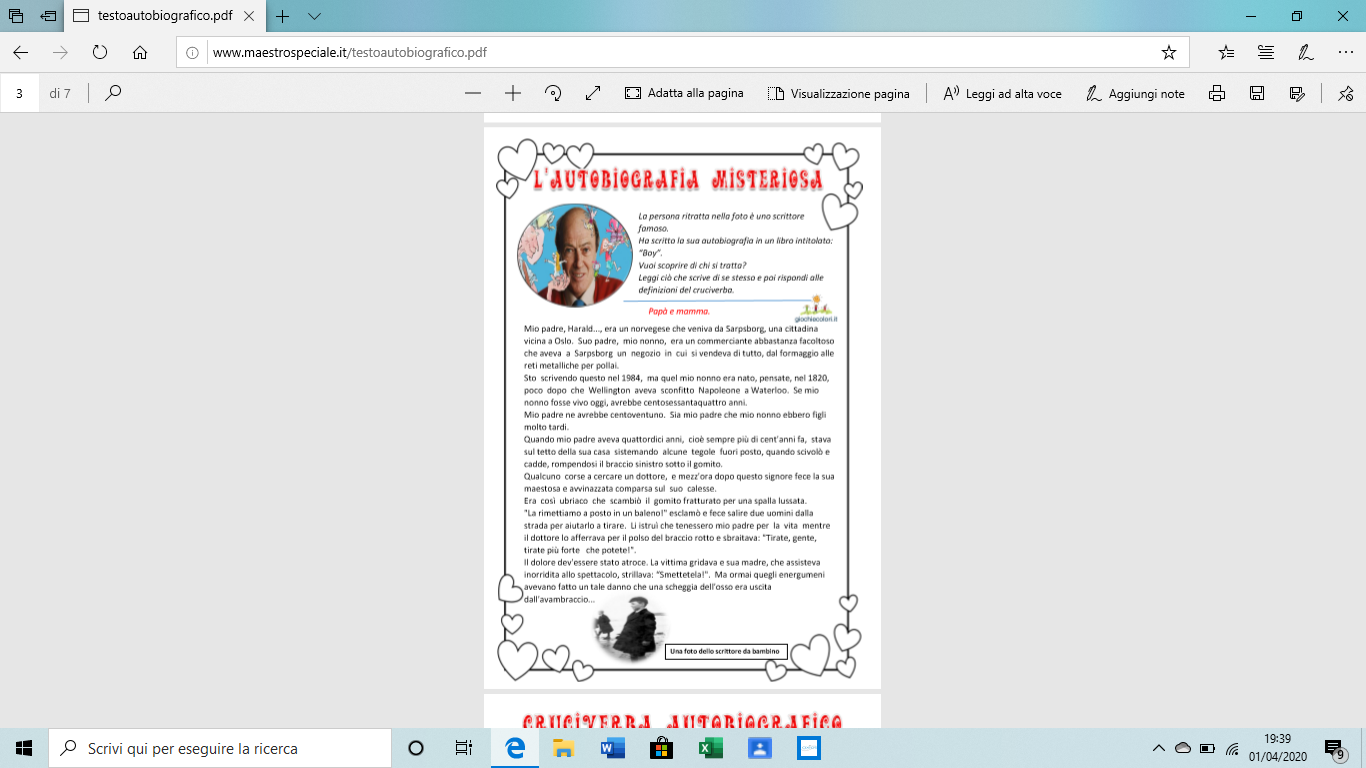 testoautobiografico.pdf
www.maestrospeciale.it/testoautobiografico.pdf
3 di 7
Adatta alla pagina
Visualizzazione pagina
Leggi ad alta voce
Aggiungi note
L'AUTOBIOGRAFIA MISTERIOSA
La persona ritratta nella foto è uno scrittore
famoso.
Ha scritto la sua autobiografia in un libro intitolato:
"Boy".
Vuoi scoprire di chi si tratta?
Leggi ciò che scrive di se stesso e poi rispondi alle
definizioni del cruciverba.
giochiecolori.it
Papà e mamma.
Mio padre, Harald..., era un norvegese che veniva da Sarpsborg, una cittadina
vicina a Oslo. Suo padre, mio nonno, era un commerciante abbastanza facoltoso
che aveva a Sarpsborg un negozio in cui si vendeva di tutto, dal formaggio alle
reti metalliche per pollai.
Sto scrivendo questo nel 1984, ma quel mio nonno era nato, pensate, nel 1820,
poco dopo che Wellington aveva sconfitto Napoleone a Waterloo. Se mio
nonno fosse vivo oggi, avrebbe centosessantaquattro anni.
Mio padre ne avrebbe centoventuno. Sia mio padre che mio nonno ebbero figli
molto tardi.
Quando mio padre aveva quattordici anni, cioè sempre più di cent'anni fa, stava
sul tetto della sua casa sistemando alcune tegole fuori posto, quando scivolò e
cadde, rompendosi il braccio sinistro sotto il gomito.
Qualcuno corse a cercare un dottore, e mezz'ora dopo questo signore fece la sua
maestosa e avvinazzata comparsa sul suo calesse.
Era così ubriaco che scambiò il gomito fratturato per una spalla lussata.
"La rimettiamo a posto in un baleno!" esclamò e fece salire due uomini dalla
strada per aiutarlo a tirare. Li istruì che tenessero mio padre per la vita mentre
il dottore lo afferrava per il polso del braccio rotto e sbraitava: "Tirate, gente,
tirate più forte che potete!".
Il dolore dev'essere stato atroce. La vittima gridava e sua madre, che assisteva
inorridita allo spettacolo, strillava: "Smettetela!". Ma ormai quegli energumeni
avevano fatto un tale danno che una scheggia dell'osso era uscita
dall'avambraccio...
Una foto dello scrittore da bambino
CRUCIVERBA AUTOBIOGRAFICO
Scrivi qui per eseguire la ricerca
19:39
01/04/2020
9